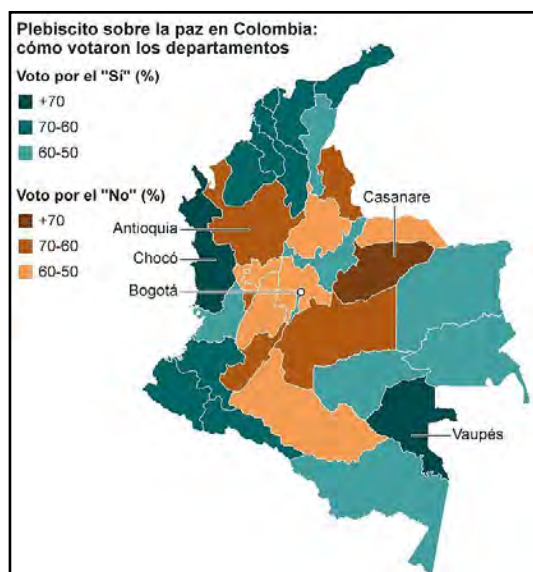 Plebiscito sobre la paz en Colombia:
cómo votaron los departamentos
Voto por el "Sí" (%)
+70
70-60
60-50
Voto por el "No" (%)
+70
70-60
60-50
Casanare
Antioquia
Chocó
Bogotá
Vaupés